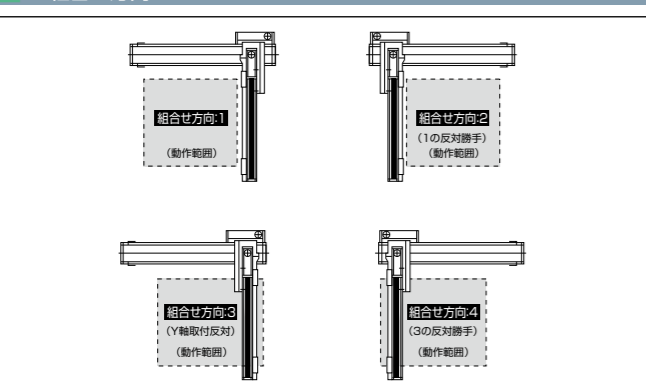 組合せ方向:1
（動作範囲）
組合せ方向:2
（1の反対勝手）
（動作範囲）
組合せ方向:3
（Y軸取付反対）
（動作範囲）
組合せ方向:4
（3の反対勝手）
（動作範囲）